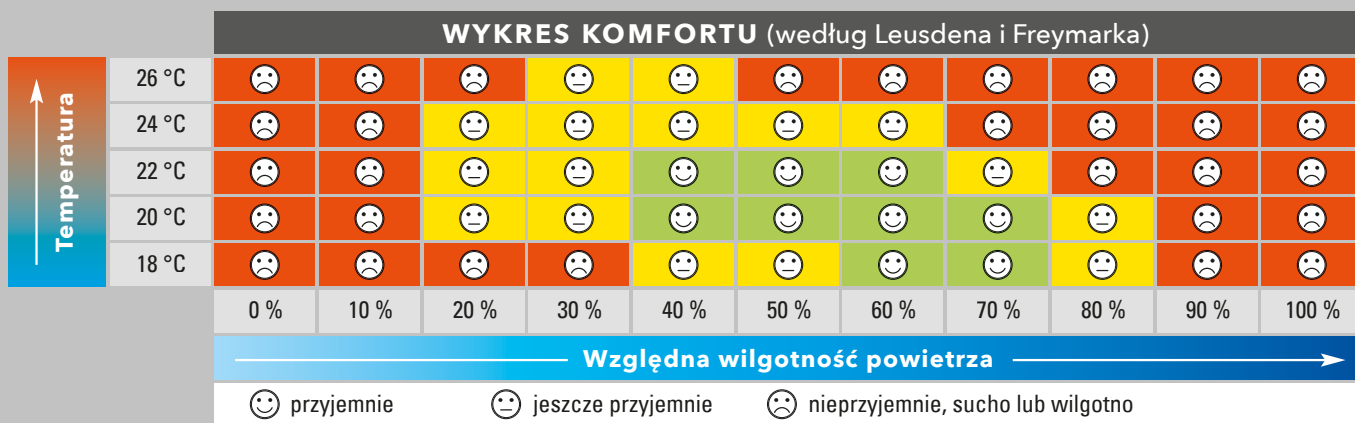 WYKRES KOMFORTU (według Leusdena i Freymarka)
Temperatura
26 °C
24 °C
22 °C
20 °C
18 °C
0 % 10 % 20 % 30 % 40 % 50 % 60 % 70 % 80 % 90 % 100 %
Względna wilgotność powietrza
przyjemnie jeszcze przyjemnie nieprzyjemnie, sucho lub wilgotno